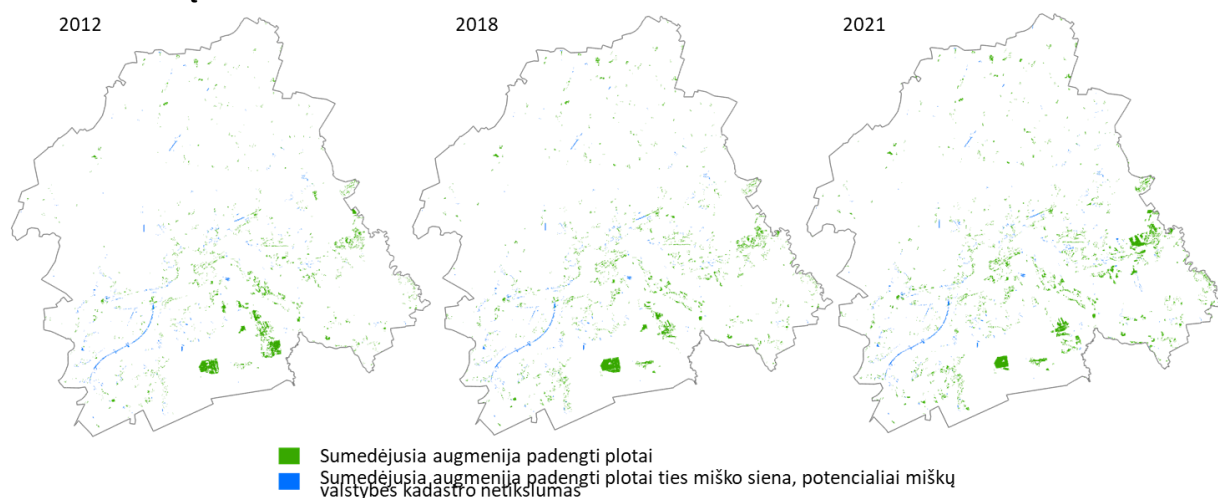 2012
2018
2021
Sumedėjusia augmenija padengti plotai
Sumedėjusia augmenija padengti plotai ties miško siena, potencialiai miškų
valstybės kadastro netikslumas